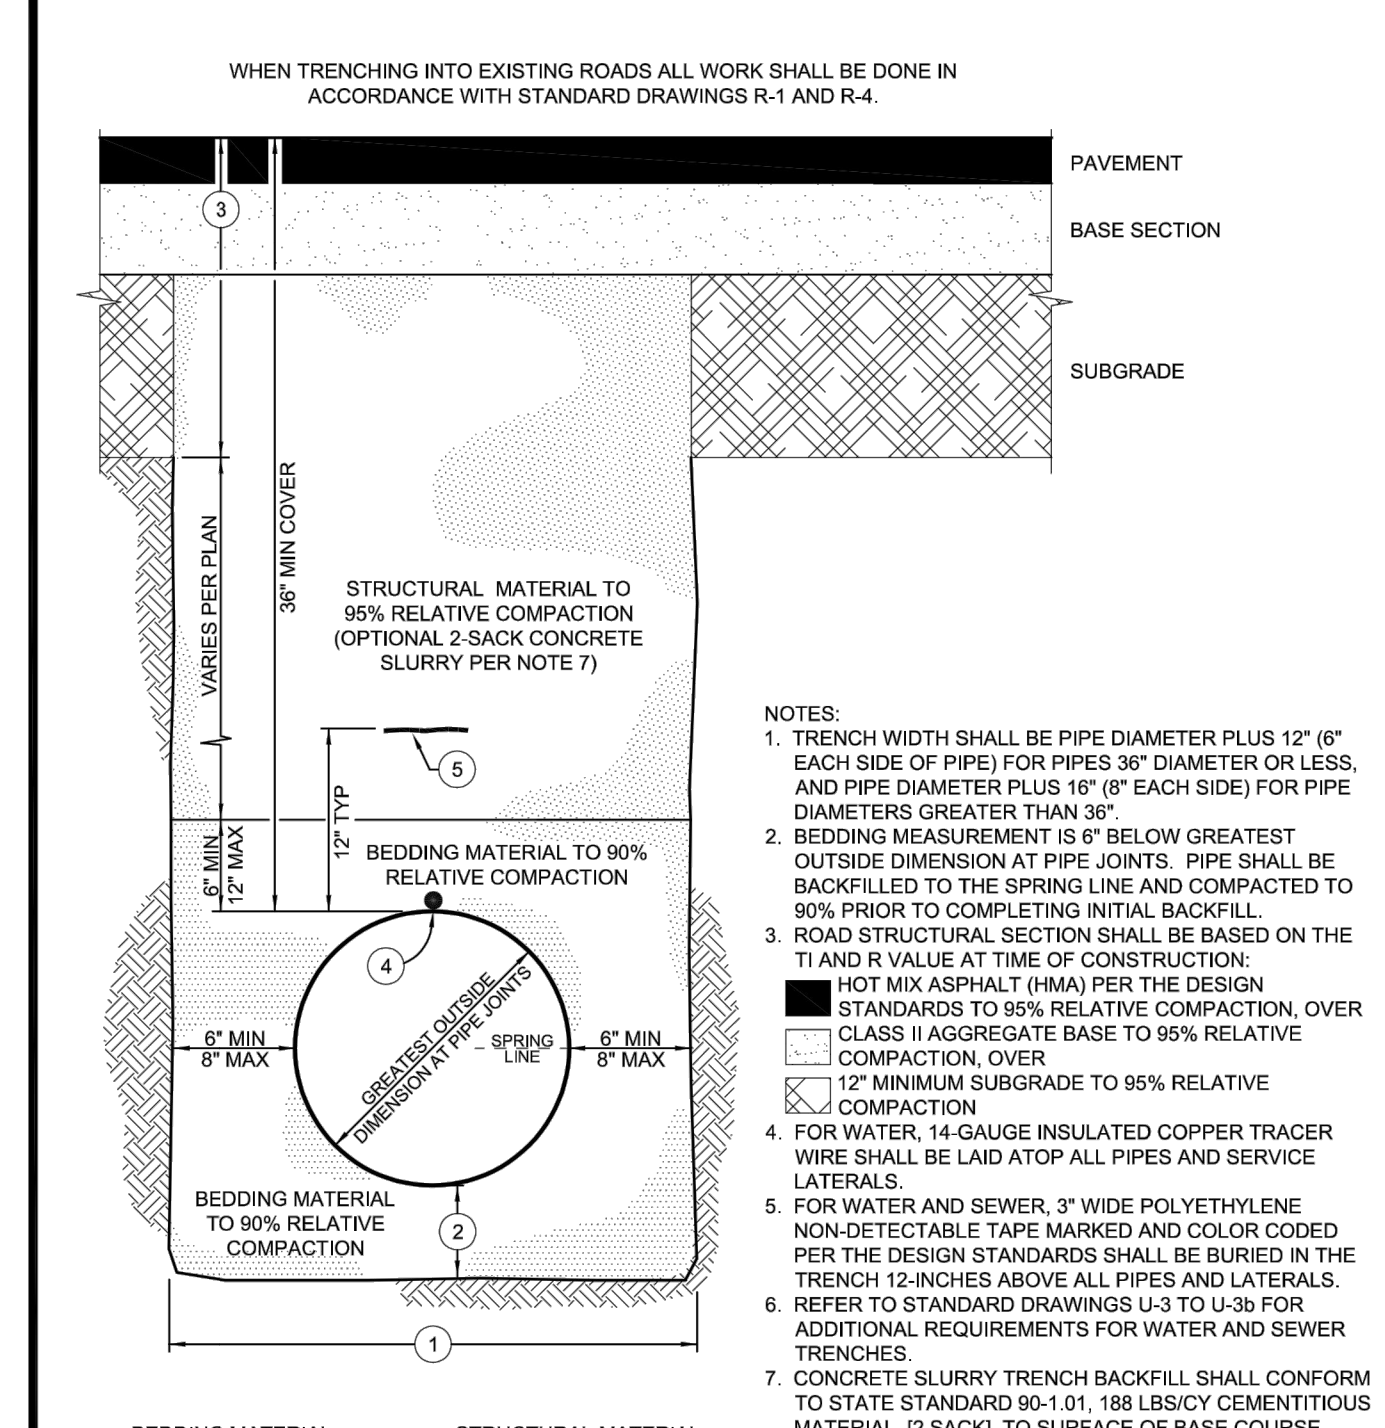 WHEN TRENCHING INTO EXISTING ROADS ALL WORK SHALL BE DONE IN
ACCORDANCE WITH STANDARD DRAWINGS R-1 AND R-4.
PAVEMENT
3
BASE SECTION
SUBGRADE
VARIES PER PLAN
36" MIN COVER
STRUCTURAL MATERIAL TO
95% RELATIVE COMPACTION
(OPTIONAL 2-SACK CONCRETE
SLURRY PER NOTE 7)
5
12" TYP
6" MIN
12" MAX
BEDDING MATERIAL TO 90%
RELATIVE COMPACTION
4
GREATEST OUTSIDE
DIMENSION AT PIPE JOINTS
SPRING
LINE
6" MIN
8" MAX
6" MIN
8" MAX
BEDDING MATERIAL
TO 90% RELATIVE
COMPACTION
2
1
NOTES:
1. TRENCH WIDTH SHALL BE PIPE DIAMETER PLUS 12" (6"
EACH SIDE OF PIPE) FOR PIPES 36" DIAMETER OR LESS,
AND PIPE DIAMETER PLUS 16" (8" EACH SIDE) FOR PIPE
DIAMETERS GREATER THAN 36".
2. BEDDING MEASUREMENT IS 6" BELOW GREATEST
OUTSIDE DIMENSION AT PIPE JOINTS. PIPE SHALL BE
BACKFILLED TO THE SPRING LINE AND COMPACTED TO
90% PRIOR TO COMPLETING INITIAL BACKFILL.
3. ROAD STRUCTURAL SECTION SHALL BE BASED ON THE
TI AND R VALUE AT TIME OF CONSTRUCTION:
HOT MIX ASPHALT (HMA) PER THE DESIGN
STANDARDS TO 95% RELATIVE COMPACTION, OVER
CLASS II AGGREGATE BASE TO 95% RELATIVE
COMPACTION, OVER
12" MINIMUM SUBGRADE TO 95% RELATIVE
COMPACTION
4. FOR WATER, 14-GAUGE INSULATED COPPER TRACER
WIRE SHALL BE LAID ATOP ALL PIPES AND SERVICE
LATERALS.
5. FOR WATER AND SEWER, 3" WIDE POLYETHYLENE
NON-DETECTABLE TAPE MARKED AND COLOR CODED
PER THE DESIGN STANDARDS SHALL BE BURIED IN THE
TRENCH 12-INCHES ABOVE ALL PIPES AND LATERALS.
6. REFER TO STANDARD DRAWINGS U-3 TO U-3b FOR
ADDITIONAL REQUIREMENTS FOR WATER AND SEWER
TRENCHES.
7. CONCRETE SLURRY TRENCH BACKFILL SHALL CONFORM
TO STATE STANDARD 90-1.01, 188 LBS/CY CEMENTITIOUS
MATERIAL, [2 SACK], TO SURFACE OF BASE COURSE
BEDDING MATERIAL
STRUCTURAL MATERIAL